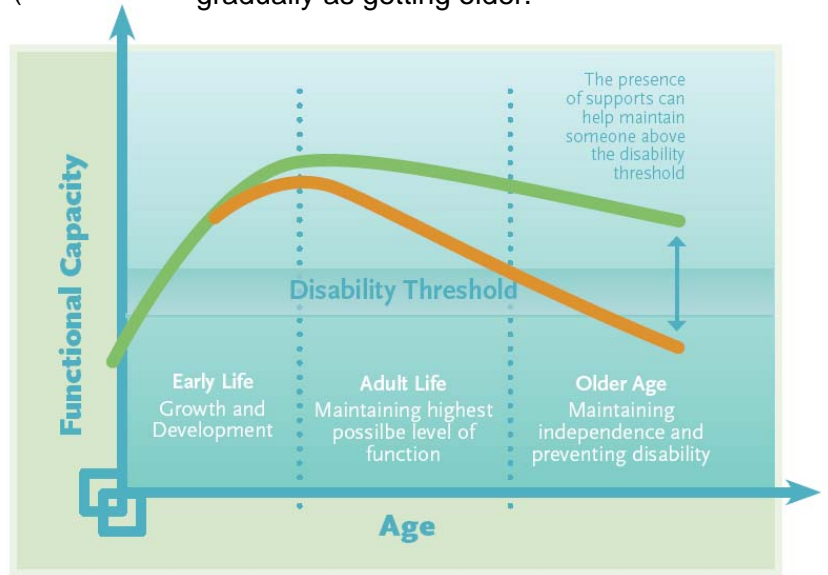 gradually as getting older.
The presence
of supports can
help maintain
someone above
the disability
threshold
Functional Capacity
Disability Threshold
Early Life
Growth and
Development
Adult Life
Maintaining highest
possilbe level of
function
Older Age
Maintaining
independence and
preventing disability
Age